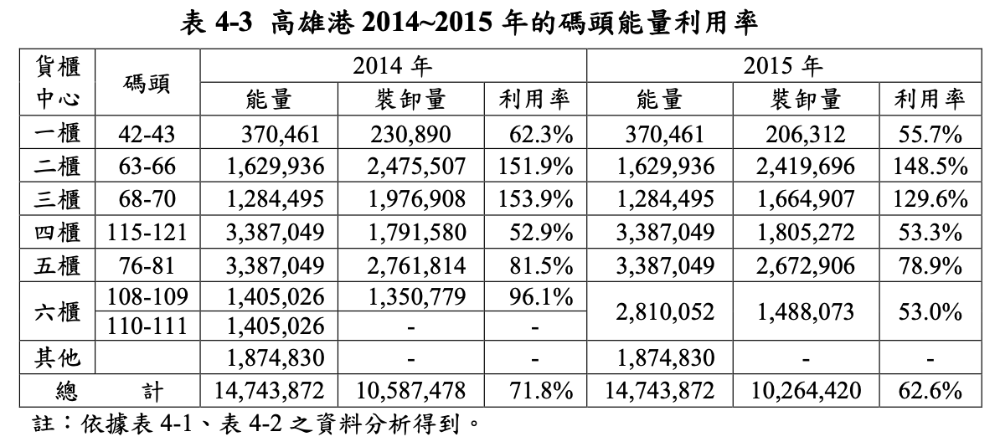 表 4-3 高雄港 2014~2015 年的碼頭能量利用率
貨櫃中心 碼頭 2014 年 2015 年
能量 裝卸量 利用率 能量 裝卸量 利用率
一櫃 42-43 370,461 230,890 62.3% 370,461 206,312 55.7%
二櫃 63-66 1,629,936 2,475,507 151.9% 1,629,936 2,419,696 148.5%
三櫃 68-70 1,284,495 1,976,908 153.9% 1,284,495 1,664,907 129.6%
四櫃 115-121 3,387,049 1,791,580 52.9% 3,387,049 1,805,272 53.3%
五櫃 76-81 3,387,049 2,761,814 81.5% 3,387,049 2,672,906 78.9%
六櫃 108-109 1,405,026 1,350,779 96.1% 2,810,052 1,488,073 53.0%
110-111 1,405,026 - -
其他 1,874,830 - - 1,874,830 - -
總 計 14,743,872 10,587,478 71.8% 14,743,872 10,264,420 62.6%
註：依據表 4-1、表 4-2 之資料分析得到。